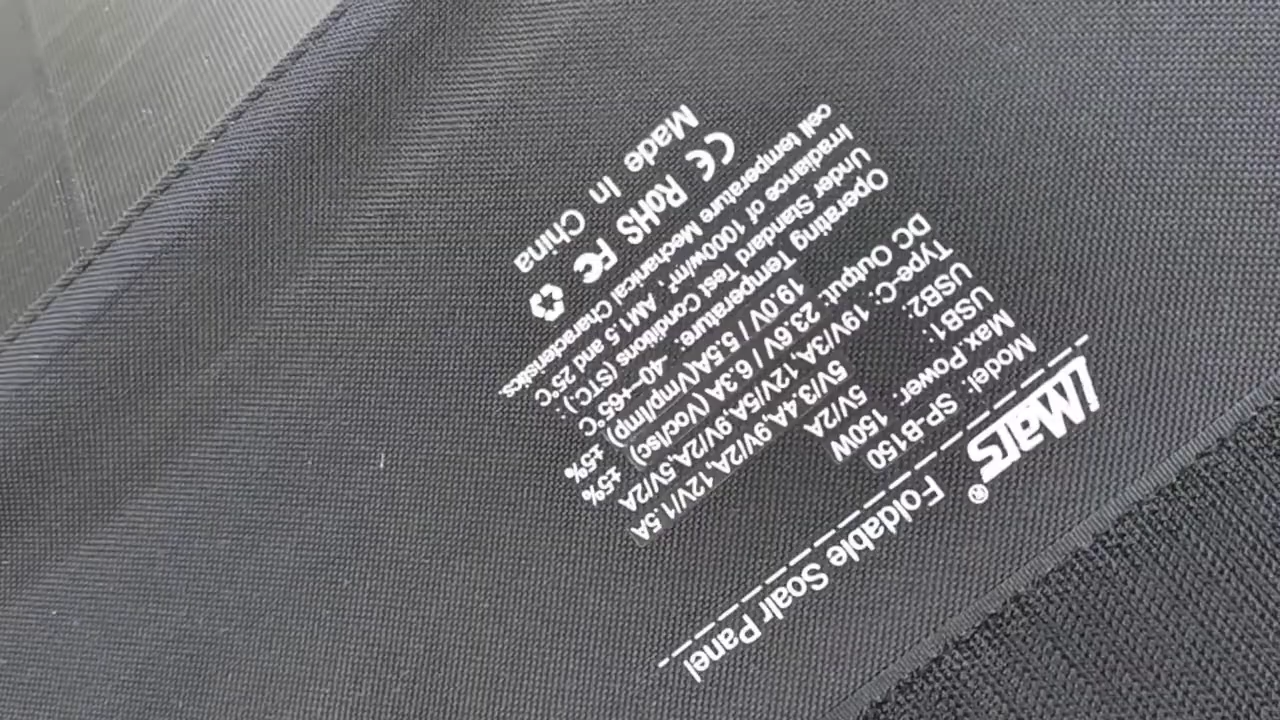 iMars® Foldable Soalr Panel
Model: SP-B150
Max.Power: 150W
USB1: 5V/2A
USB2: 5V/3.4A,9V/2A, 12V/1.5A
Type-C: 19V/3A, 12V/5A,9V/2A,5V/2A
DC Output: 23.6V / 6.3A (Voc/Isc) ±5%
19.0V / 5.5A(Vmp/Imp) ±5%
Operating Temperature: -40~+65°C
Under Standard Test Conditions (STC,):
Irradiance of 1000w/m², AM1.5 and 25°C
cell temperature Mechanical Characteristics.
CE RoHS FC
Made In China